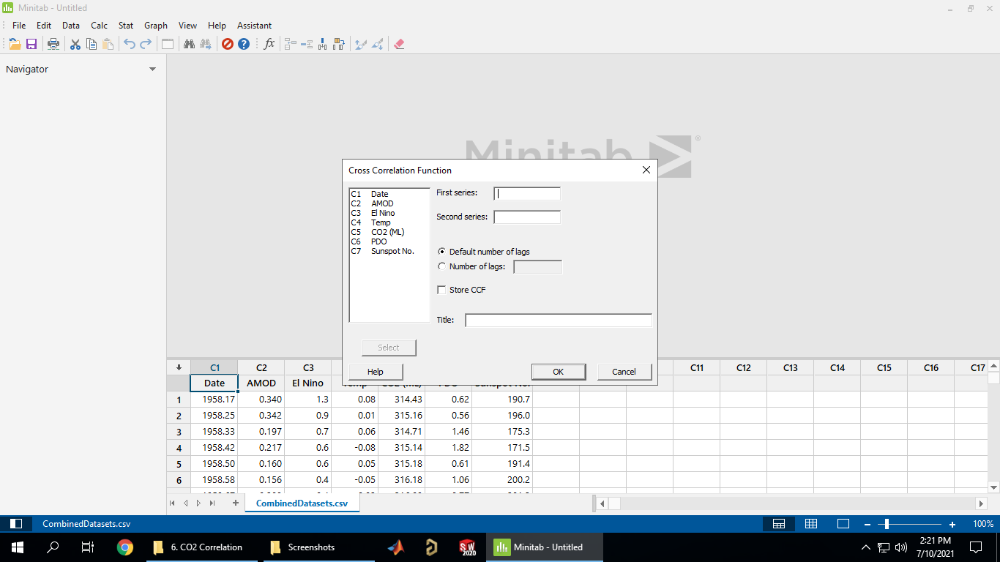 Minitab - Untitled
File Edit Data Calc Stat Graph View Help Assistant
fx
Navigator
Minitab ®
Cross Correlation Function
C1 Date
C2 AMOD
C3 El Nino
C4 Temp
C5 CO2 (ML)
C6 PDO
C7 Sunspot No.
First series:
Second series:
Default number of lags
Number of lags:
Store CCF
Title:
Select
Help OK Cancel
C1 C2 C3 C11 C12 C13 C14 C15 C16 C17
Date AMOD El Nino Temp CO2 (ML) PDO Sunspot No.
1 1958.17 0.340 1.3 0.08 314.43 0.62 190.7
2 1958.25 0.342 0.9 0.01 315.16 0.56 196.0
3 1958.33 0.197 0.7 0.06 314.71 1.46 175.3
4 1958.42 0.217 0.6 -0.08 315.14 1.82 171.5
5 1958.50 0.160 0.6 0.05 315.18 0.61 191.4
6 1958.58 0.156 0.4 -0.05 316.18 1.06 200.2
CombinedDatasets.csv
CombinedDatasets.csv 100%
6. CO2 Correlation Screenshots SW 2020 Minitab - Untitled
2:21 PM
7/10/2021